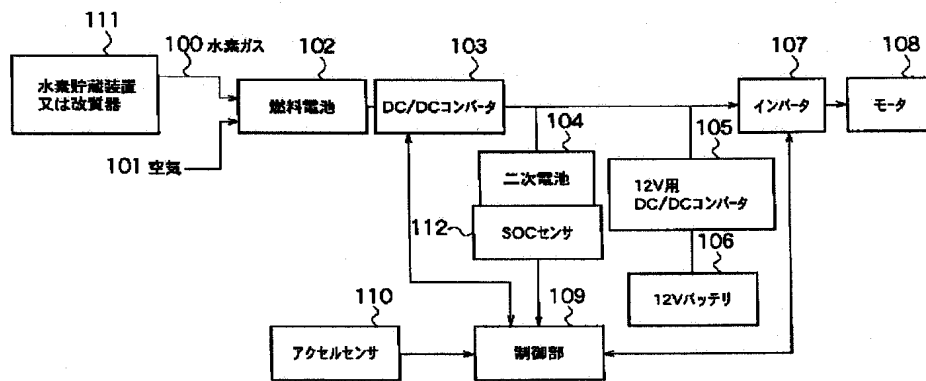 111
100 水素ガス
102
103
107
108
水素貯蔵装置
又は改質器
燃料電池
DC/DCコンバータ
インバータ
モータ
101 空気
104
105
二次電池
12V用
DC/DCコンバータ
112
SOCセンサ
106
12Vバッテリ
110
109
アクセルセンサ
制御部